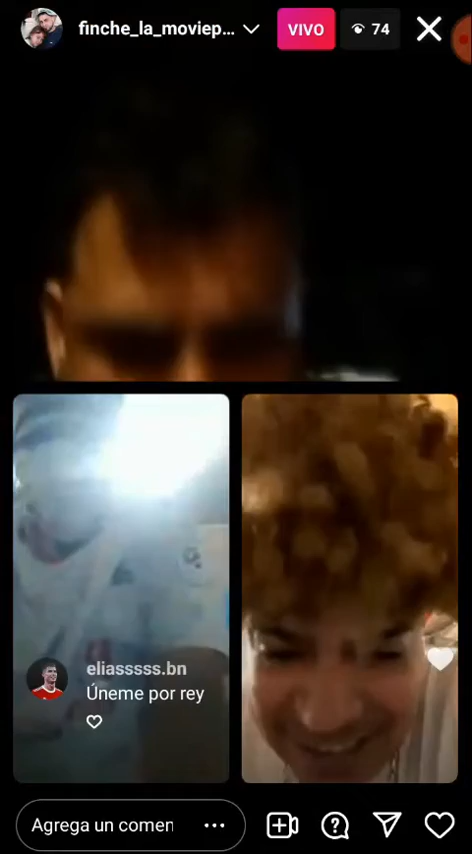 finche_la_moviep...
VIVO
74
eliasssss.bn
Úneme por rey
Agrega un comen